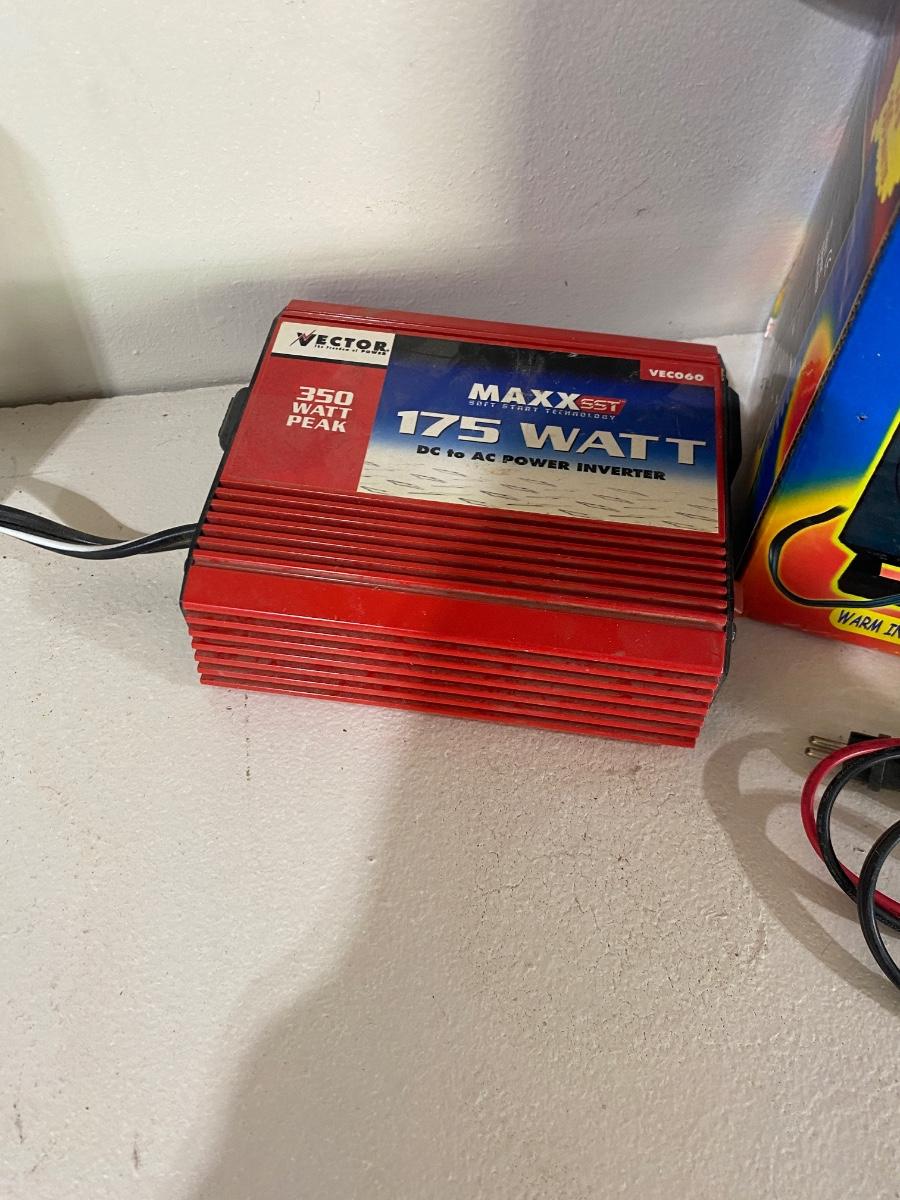 VECTOR
the freedom of POWER
VEC060
350
WATT
PEAK
MAXX SST
SOFT START TECHNOLOGY
175 WATT
DC to AC POWER INVERTER
WARM IN